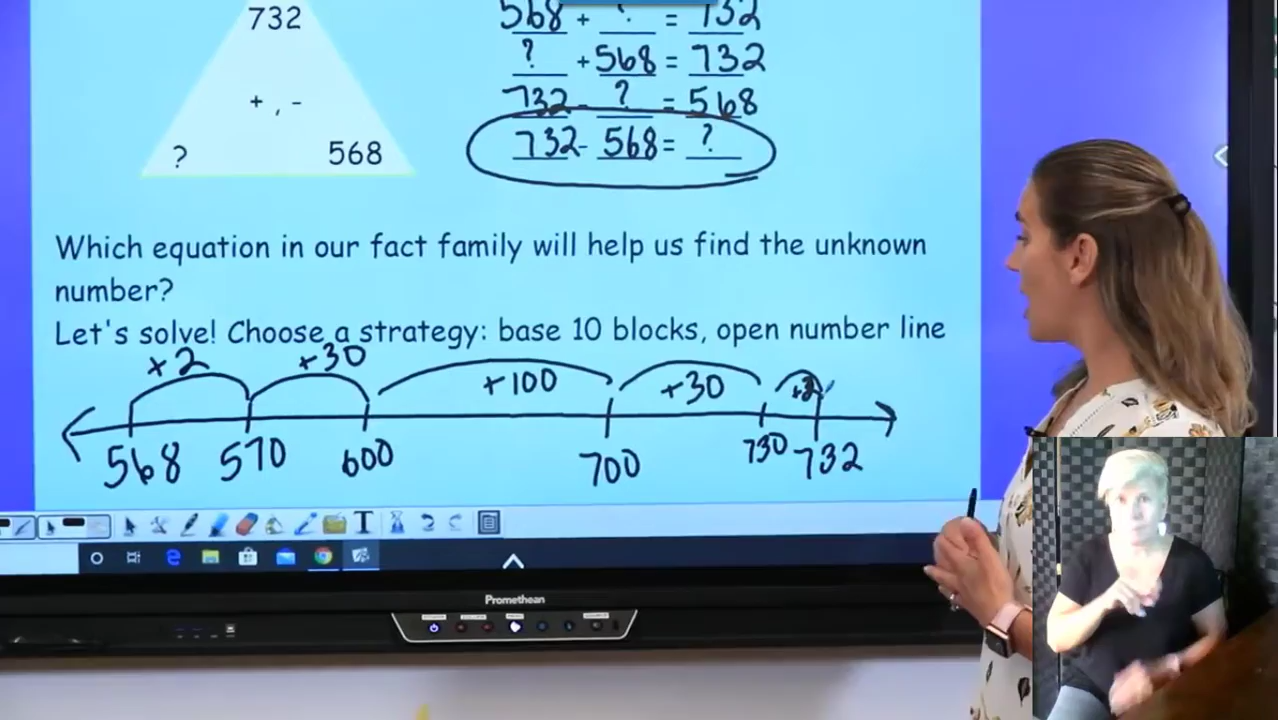 732
568 + ? = 732
? + 568 = 732
+ , -
732 - ? = 568
? 568
732 - 568 = ?
Which equation in our fact family will help us find the unknown
number?
Let's solve! Choose a strategy: base 10 blocks, open number line
+2 +30 +100 +30 +2
568 570 600 700 730 732
T
Promethean